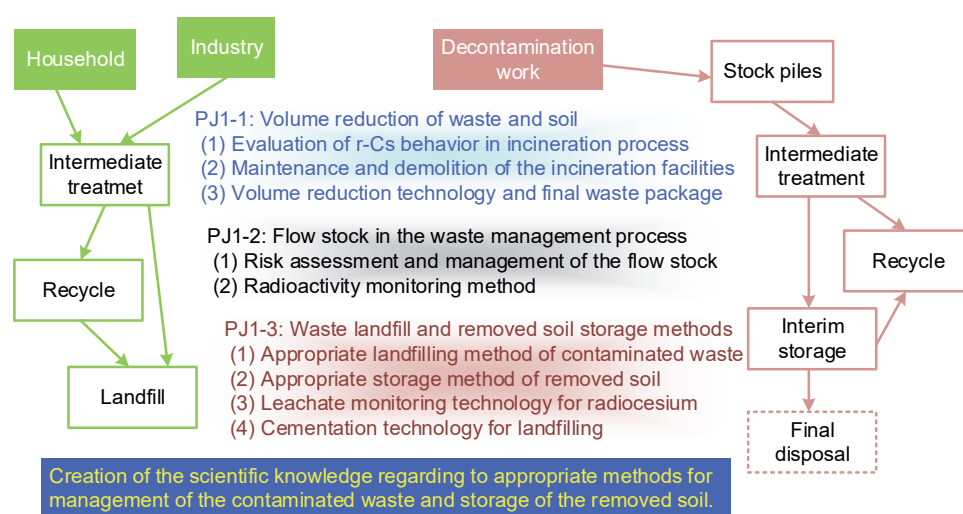 Household
Industry
Decontamination
work
Stock piles
PJ1-1: Volume reduction of waste and soil
(1) Evaluation of r-Cs behavior in incineration process
(2) Maintenance and demolition of the incineration facilities
(3) Volume reduction technology and final waste package
Intermediate
treatmet
Intermediate
treatment
PJ1-2: Flow stock in the waste management process
(1) Risk assessment and management of the flow stock
(2) Radioactivity monitoring method
Recycle
Recycle
PJ1-3: Waste landfill and removed soil storage methods
(1) Appropriate landfilling method of contaminated waste
(2) Appropriate storage method of removed soil
(3) Leachate monitoring technology for radiocesium
(4) Cementation technology for landfilling
Interim
storage
Landfill
Final
disposal
Creation of the scientific knowledge regarding to appropriate methods for
management of the contaminated waste and storage of the removed soil.